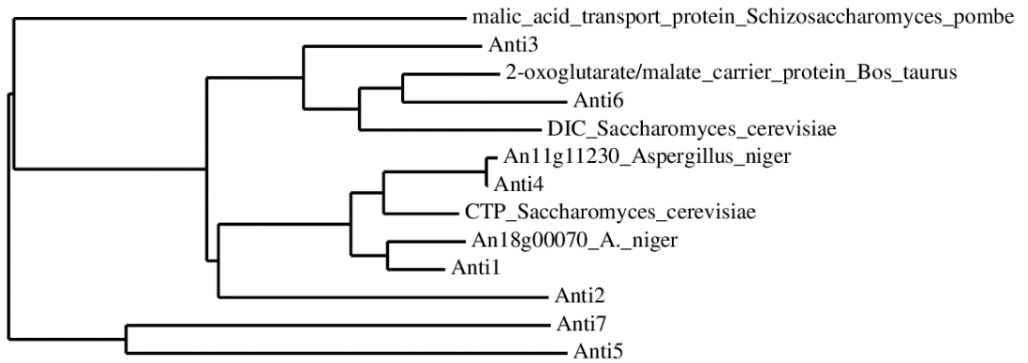 malic_acid_transport_protein_Schizosaccharomyces_pombe
Anti3
2-oxoglutarate/malate_carrier_protein_Bos_taurus
Anti6
DIC_Saccharomyces_cerevisiae
An11g11230_Aspergillus_niger
Anti4
CTP_Saccharomyces_cerevisiae
An18g00070_A._niger
Anti1
Anti2
Anti7
Anti5